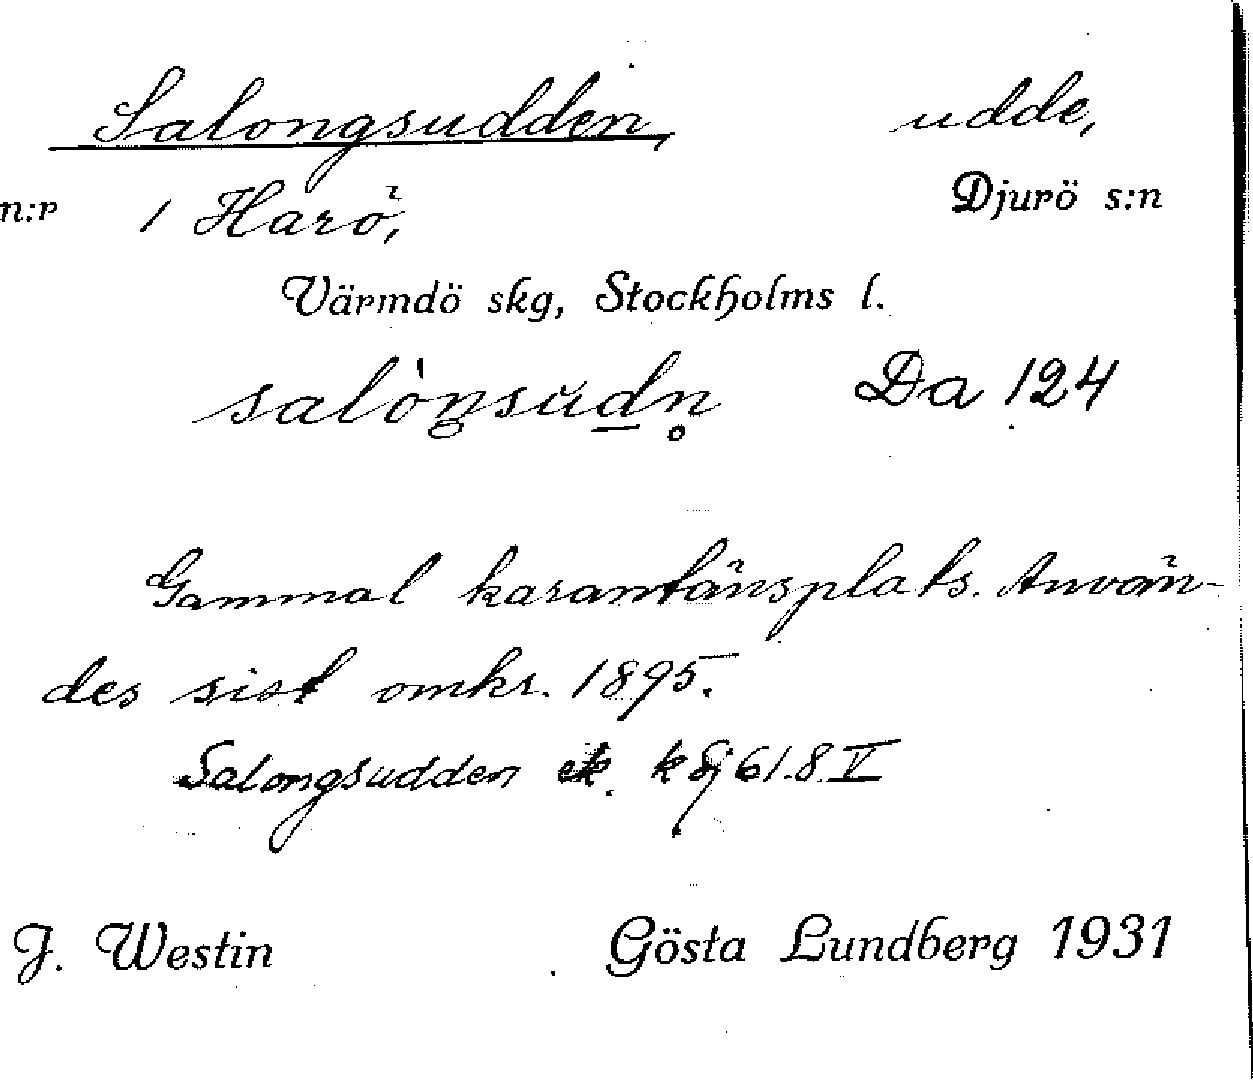 Salongsudden, udde,
n:r 1 Harö, Djurö s:n
Värmdö skg, Stockholms l.
salòŋsudn̥ Da 124
Gammal karantänsplats. Använ-
des sist omkr. 1895.
Salongsudden ek. 61.8.V
J. Westin Gösta Lundberg 1931